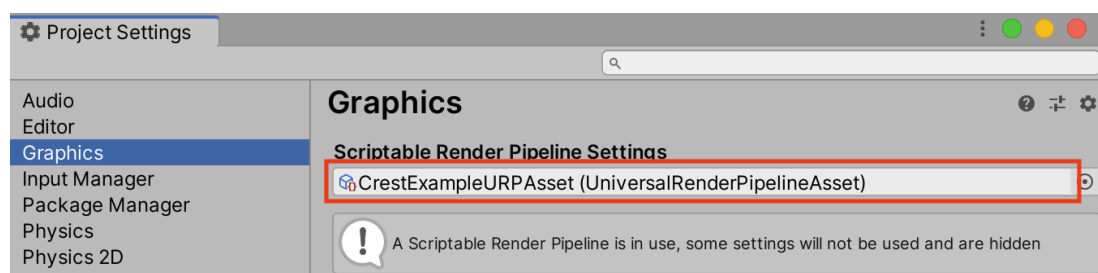 Project Settings
Audio
Editor
Graphics
Input Manager
Package Manager
Physics
Physics 2D
Graphics
Scriptable Render Pipeline Settings
CrestExampleURPAsset (UniversalRenderPipelineAsset)
A Scriptable Render Pipeline is in use, some settings will not be used and are hidden